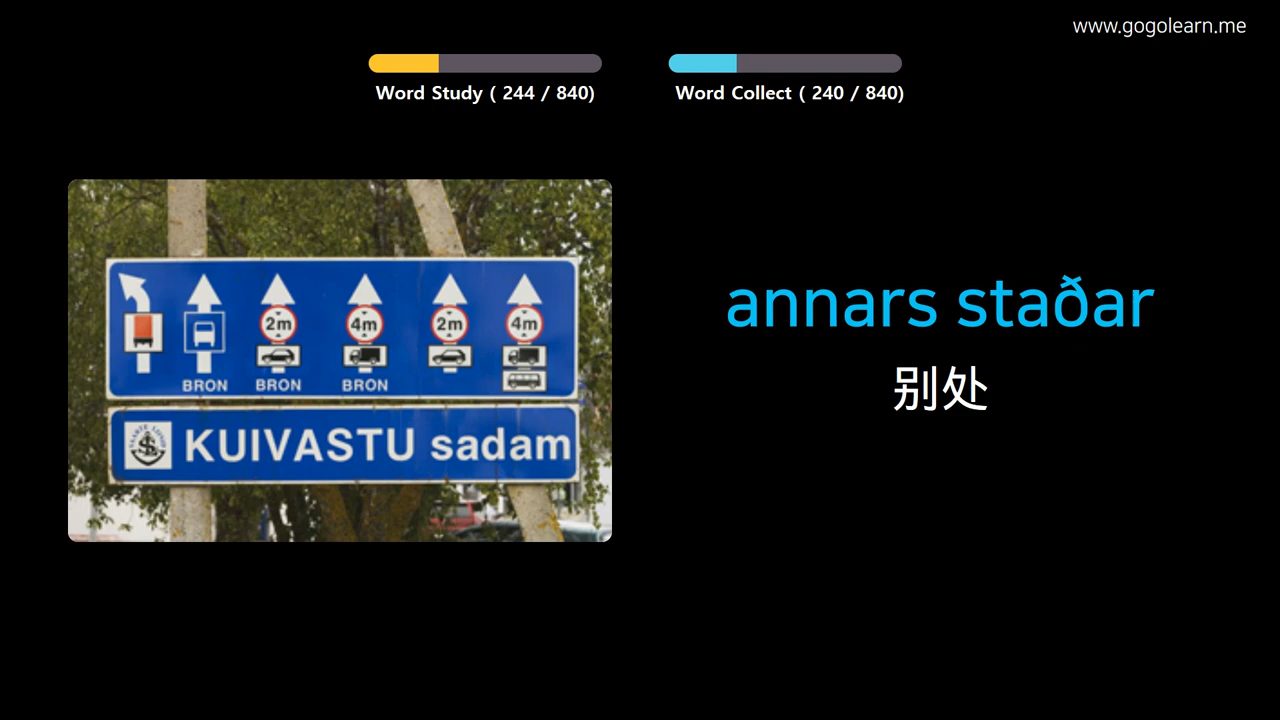 www.gogolearn.me
Word Study ( 244 / 840)
Word Collect ( 240 / 840)
2m
4m
2m
4m
BRON
BRON
BRON
KUIVASTU sadam
annars staðar
别处